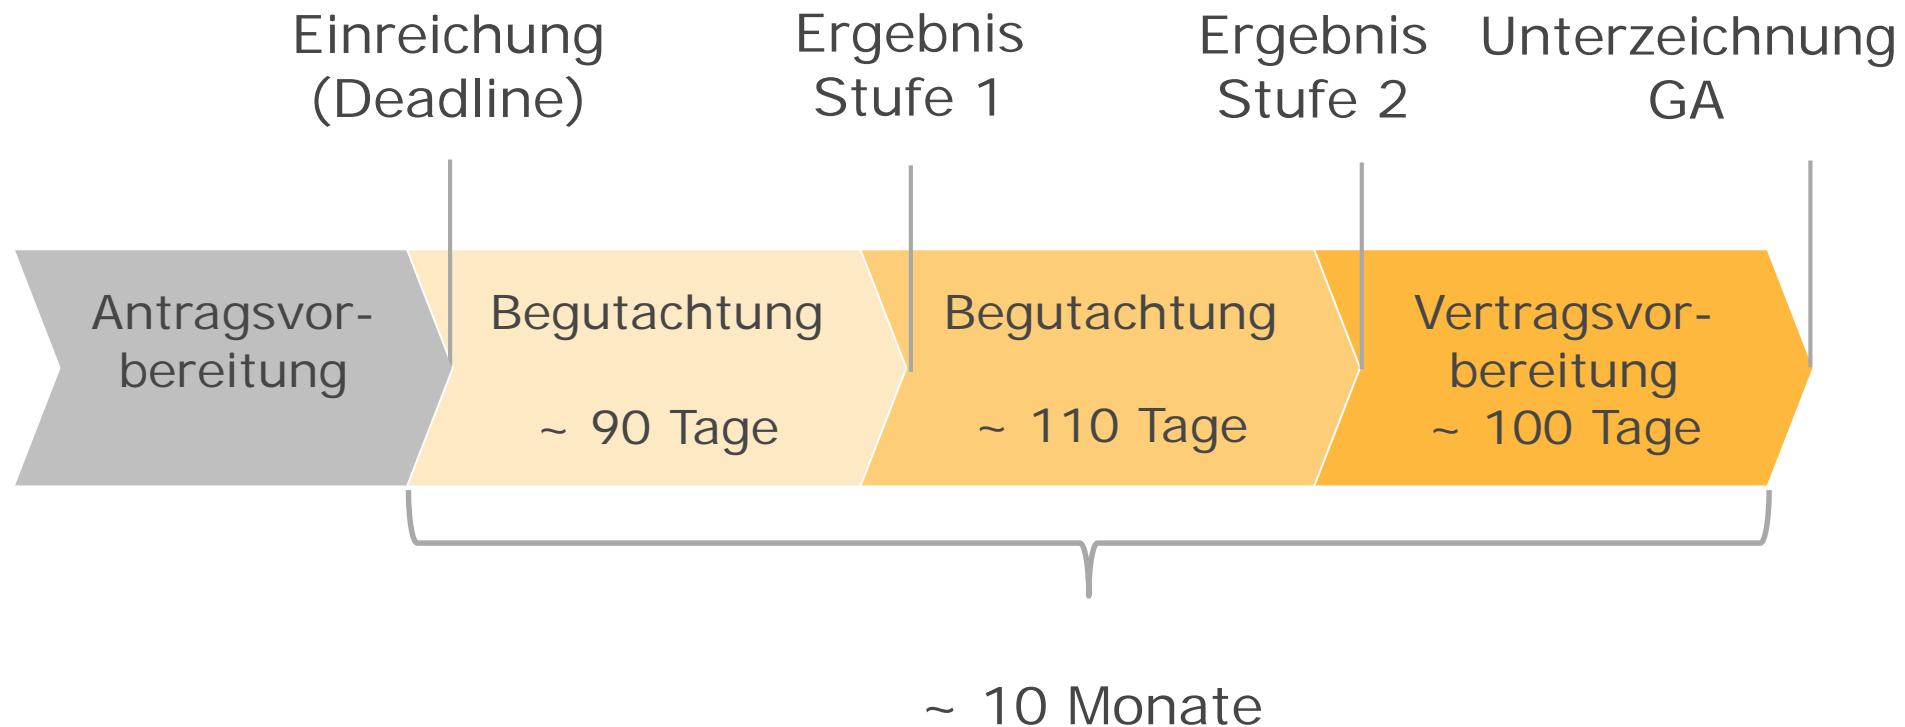 Einreichung
(Deadline)
Ergebnis
Stufe 1
Ergebnis
Stufe 2
Unterzeichnung
GA
Antragsvor-
bereitung
Begutachtung
~ 90 Tage
Begutachtung
~ 110 Tage
Vertragsvor-
bereitung
~ 100 Tage
~ 10 Monate